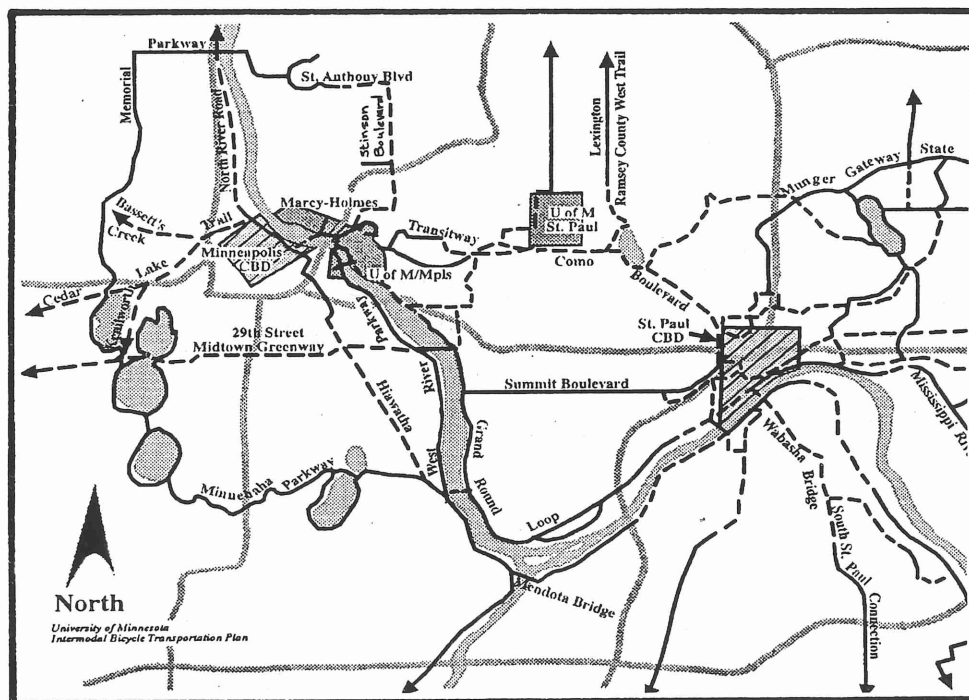 Parkway
St. Anthony Blvd
Memorial
North River Road
Stinson
Boulevard
Lexington
Ramsey County West Trail
Munger Gateway State
Marcy-Holmes
Bassett's
Creek
Trail
Transitway
U of M
St. Paul
Minneapolis
CBD
U of M/Mpls
Como
Boulevard
Cedar Lake
Kenilworth
Parkway
29th Street
Midtown Greenway
St. Paul
CBD
Summit Boulevard
Hiawatha
West River
Grand
Round
Mississippi
Wabasha
Bridge
Minnehaha Parkway
Loop
South St. Paul
Connection
Mendota Bridge
North
University of Minnesota
Intermodal Bicycle Transportation Plan